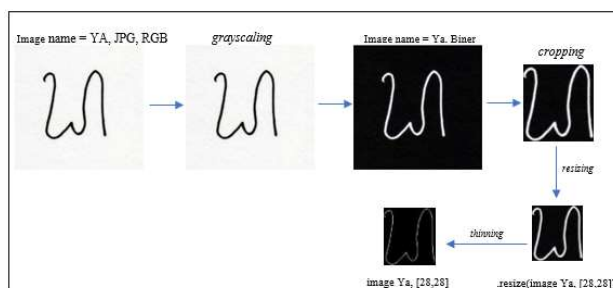 Image name = YA, JPG, RGB
grayscaling
Image name = Ya. Biner
cropping
resizing
thinning
image Ya, [28,28]
.resize(image Ya, [28,28]